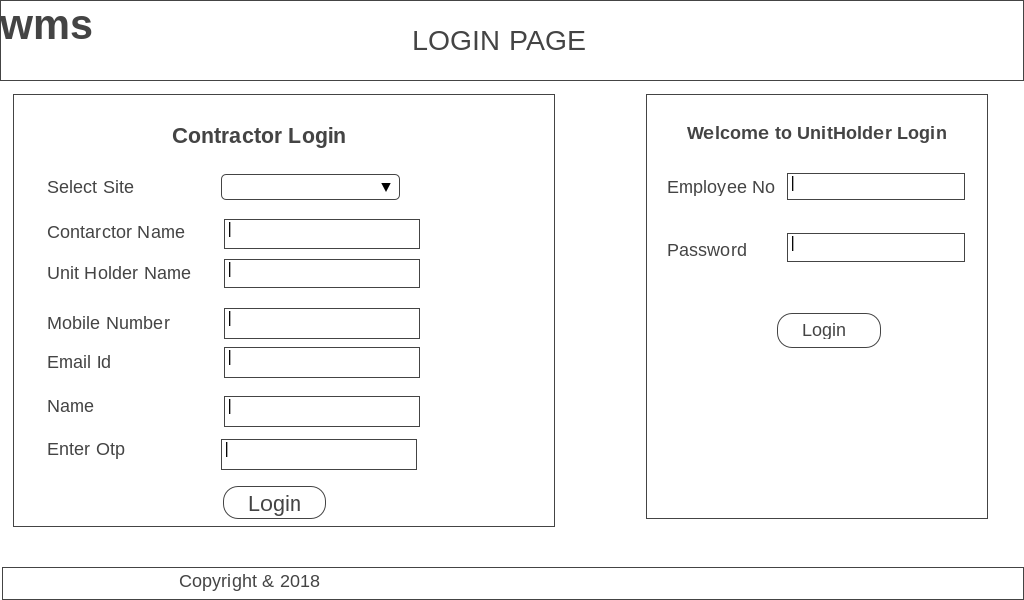 wms
LOGIN PAGE
Contractor Login
Select Site
Contarctor Name
Unit Holder Name
Mobile Number
Email Id
Name
Enter Otp
Login
Welcome to UnitHolder Login
Employee No
Password
Login
Copyright & 2018